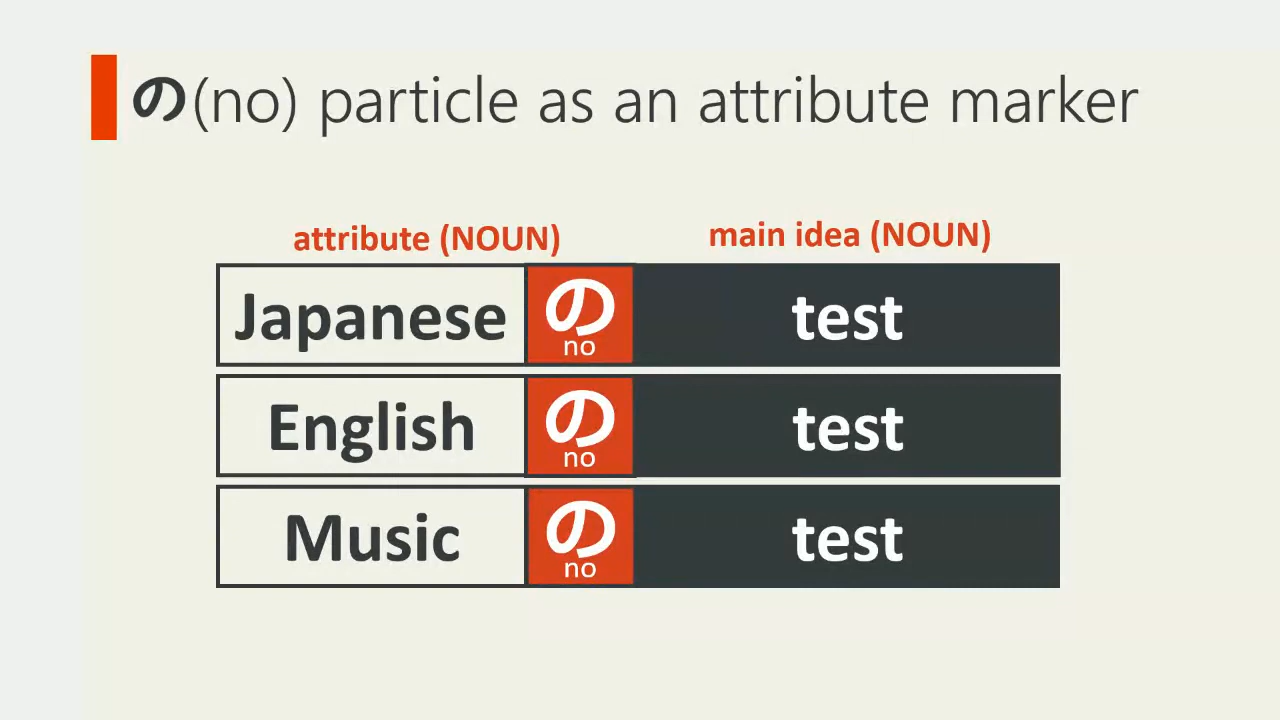 の(no) particle as an attribute marker
attribute (NOUN) main idea (NOUN)
Japanese の no test
English の no test
Music の no test